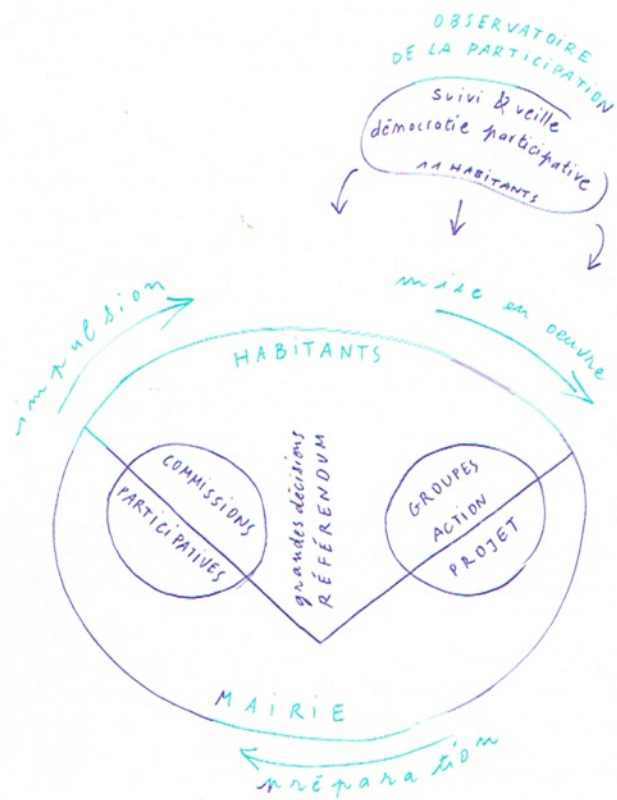 OBSERVATOIRE
DE LA PARTICIPATION
suivi & veille
démocratie participative
11 HABITANTS
impulsion
mise en oeuvre
HABITANTS
COMMISSIONS
PARTICIPATIVES
grandes décisions
RÉFÉRENDUM
GROUPES
ACTION
PROJET
MAIRIE
préparation